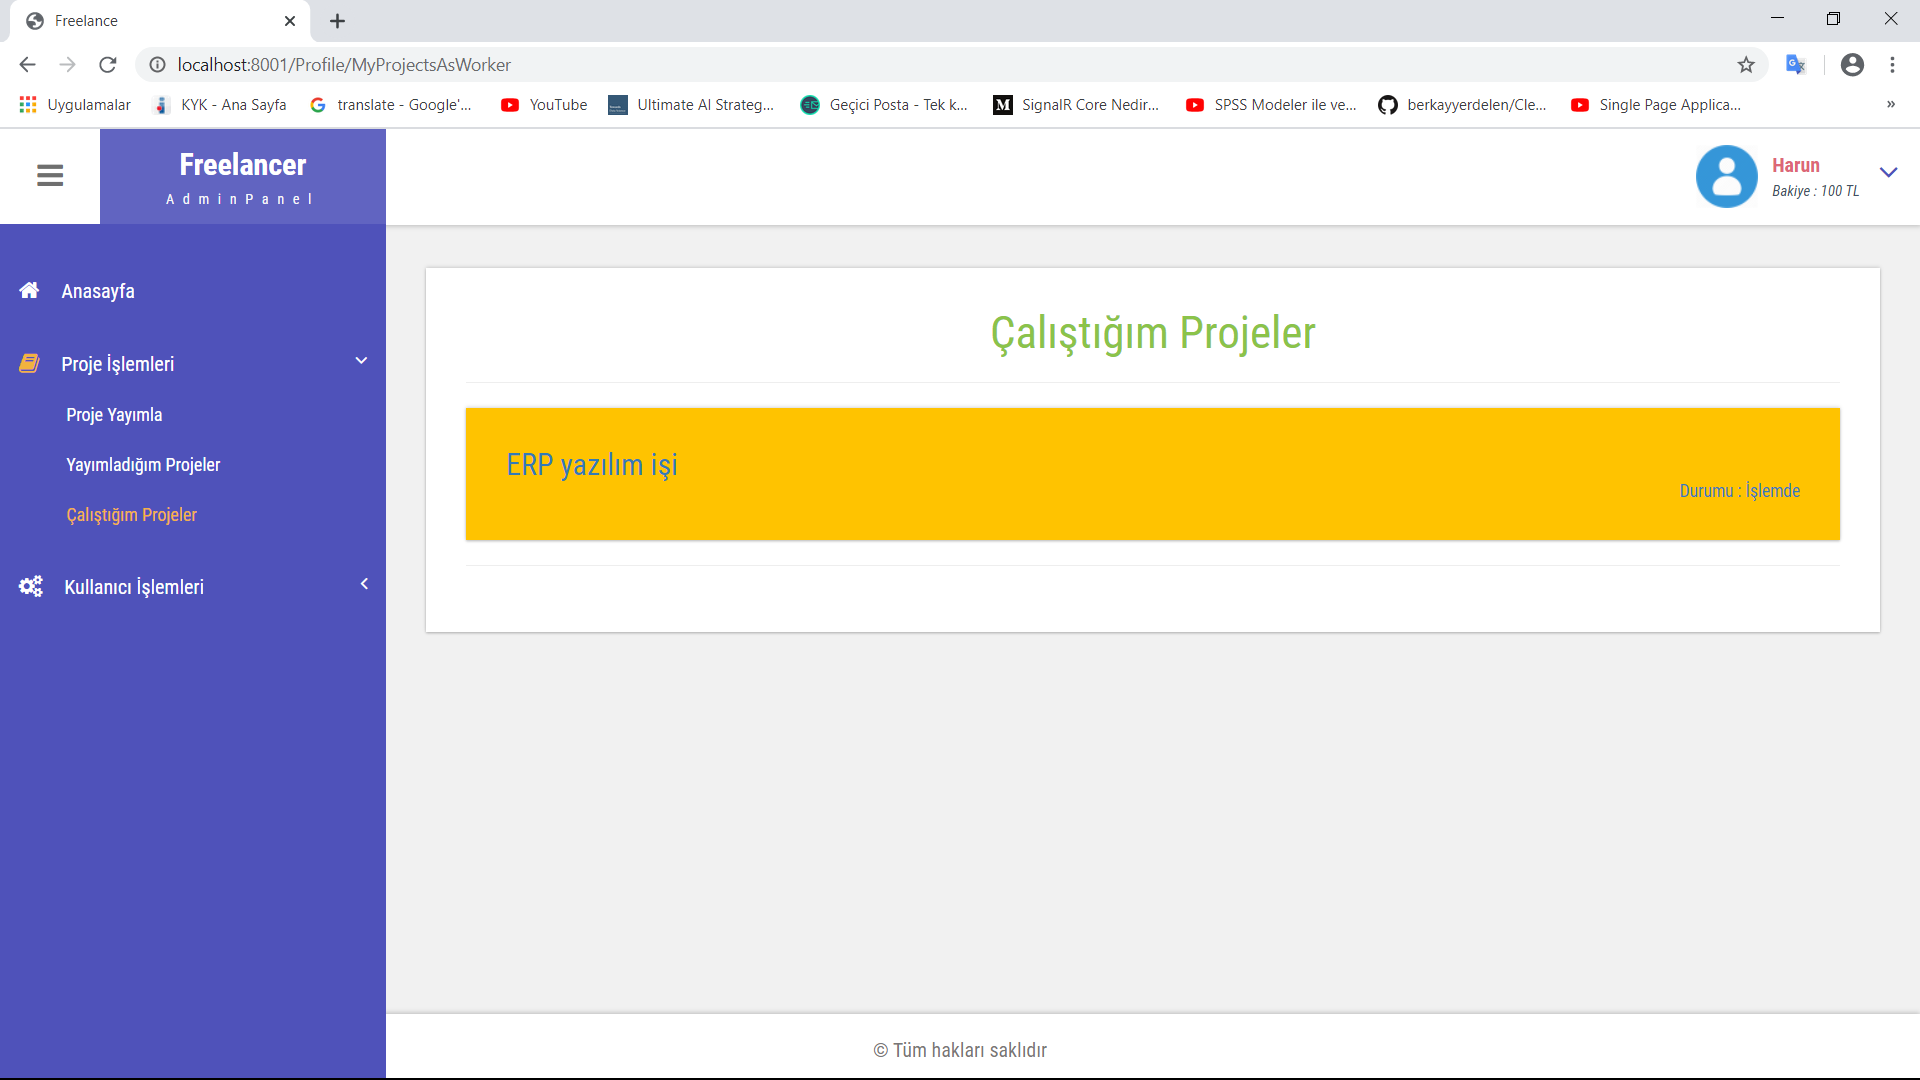 Freelance
localhost:8001/Profile/MyProjectsAsWorker
Uygulamalar
KYK - Ana Sayfa
translate - Google'...
YouTube
Ultimate AI Strateg...
Geçici Posta - Tek k...
SignalR Core Nedir...
SPSS Modeler ile ve...
berkayyerdelen/Cle...
Single Page Applica...
»
Freelancer
AdminPanel
Harun
Bakiye : 100 TL
Anasayfa
Proje İşlemleri
Proje Yayımla
Yayımladığım Projeler
Çalıştığım Projeler
Kullanıcı İşlemleri
Çalıştığım Projeler
ERP yazılım işi
Durumu : İşlemde
© Tüm hakları saklıdır